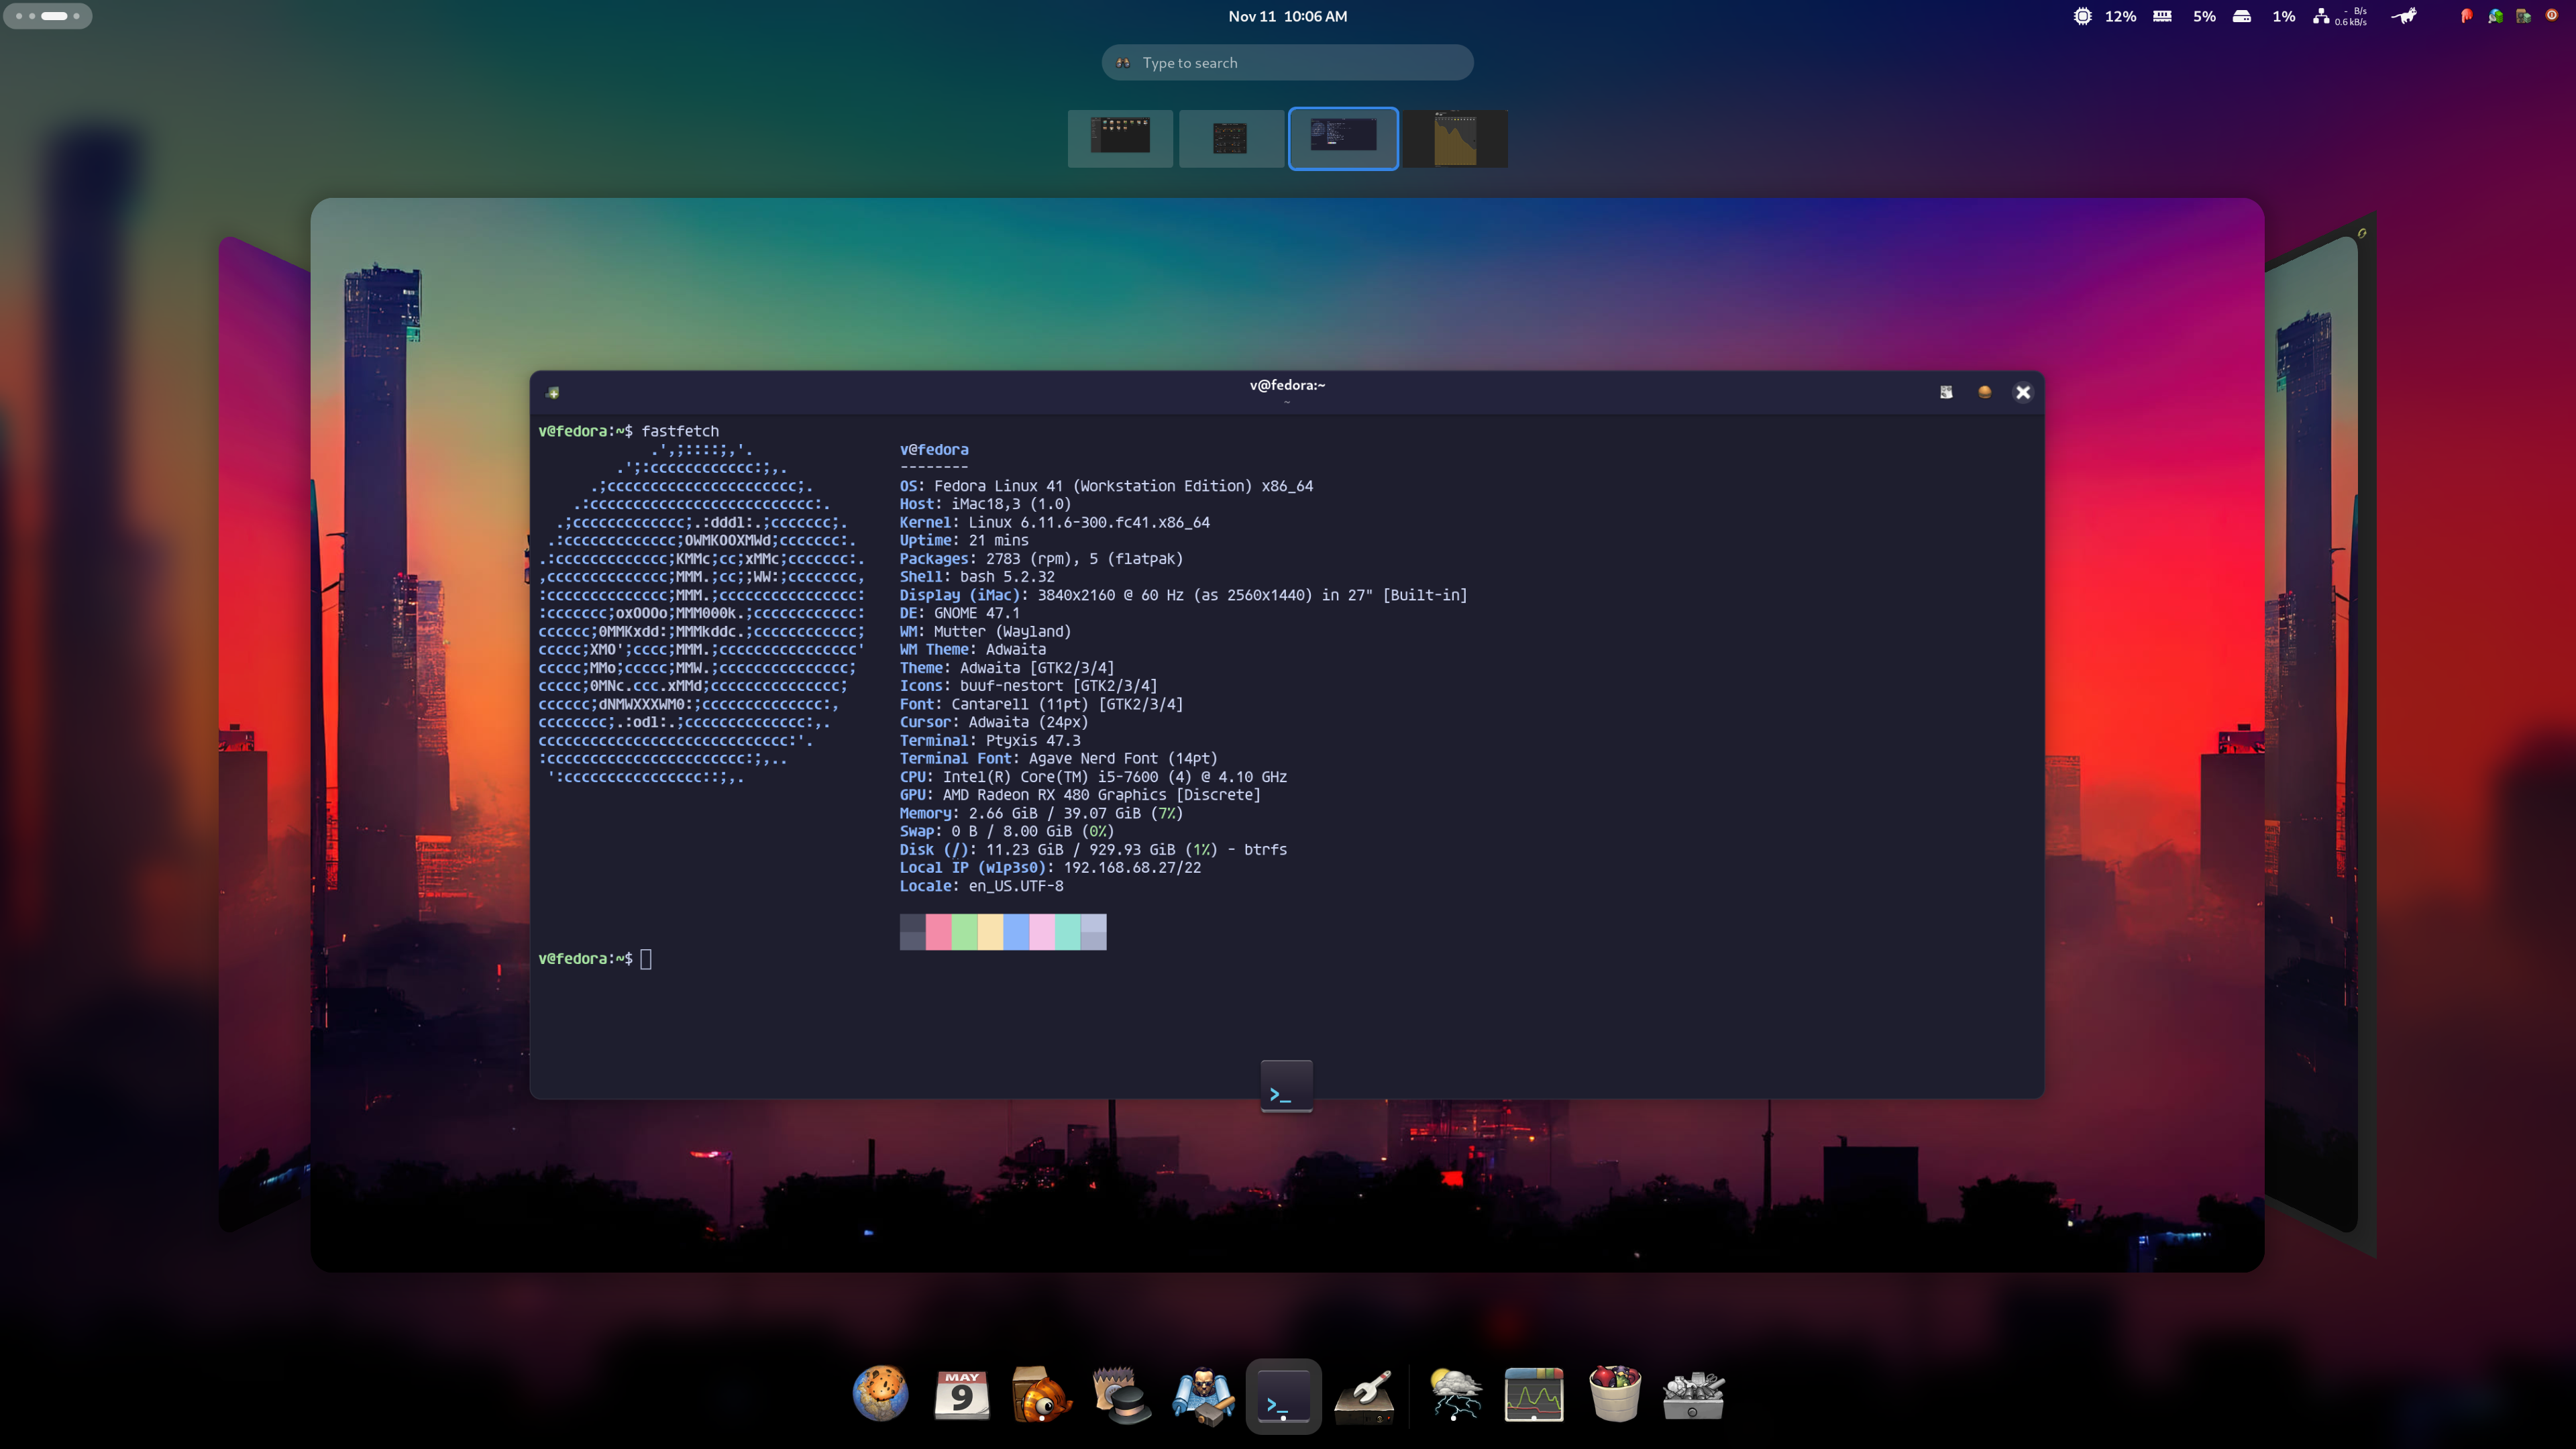 Nov 11 10:06 AM
12% 5% 1% - B/s
0.6 kB/s
Type to search
v@fedora:~
~
v@fedora:~$ fastfetch
.',;::::;,'.
.';:cccccccccccc:;,.
.;cccccccccccccccccccccc;.
.:cccccccccccccccccccccccccc:.
.;ccccccccccccc;.:dddl:.;ccccccc;.
.:ccccccccccccc;OWMKOOXMWd;ccccccc:.
.:ccccccccccccc;KMMc;cc;xMMc;ccccccc:.
,cccccccccccccc;MMM.;cc;;WW:;cccccccc,
:cccccccccccccc;MMM.;cccccccccccccccc:
:ccccccc;oxOOOo;MMM000k.;cccccccccccc:
cccccc;0MMKxdd:;MMMkddc.;cccccccccccc;
ccccc;XMO';cccc;MMM.;cccccccccccccccc'
ccccc;MMo;ccccc;MMW.;ccccccccccccccc;
ccccc;0MNc.ccc.xMMd;ccccccccccccccc;
cccccc;dNMWXXXWM0:;cccccccccccccc:,
cccccccc;.:odl:.;cccccccccccccc:,.
ccccccccccccccccccccccccccccc:'.
:ccccccccccccccccccccccc:;,..
':cccccccccccccccc::;,.
v@fedora
--------
OS: Fedora Linux 41 (Workstation Edition) x86_64
Host: iMac18,3 (1.0)
Kernel: Linux 6.11.6-300.fc41.x86_64
Uptime: 21 mins
Packages: 2783 (rpm), 5 (flatpak)
Shell: bash 5.2.32
Display (iMac): 3840x2160 @ 60 Hz (as 2560x1440) in 27" [Built-in]
DE: GNOME 47.1
WM: Mutter (Wayland)
WM Theme: Adwaita
Theme: Adwaita [GTK2/3/4]
Icons: buuf-nestort [GTK2/3/4]
Font: Cantarell (11pt) [GTK2/3/4]
Cursor: Adwaita (24px)
Terminal: Ptyxis 47.3
Terminal Font: Agave Nerd Font (14pt)
CPU: Intel(R) Core(TM) i5-7600 (4) @ 4.10 GHz
GPU: AMD Radeon RX 480 Graphics [Discrete]
Memory: 2.66 GiB / 39.07 GiB (7%)
Swap: 0 B / 8.00 GiB (0%)
Disk (/): 11.23 GiB / 929.93 GiB (1%) - btrfs
Local IP (wlp3s0): 192.168.68.27/22
Locale: en_US.UTF-8
v@fedora:~$
>_
MAY
9
>_